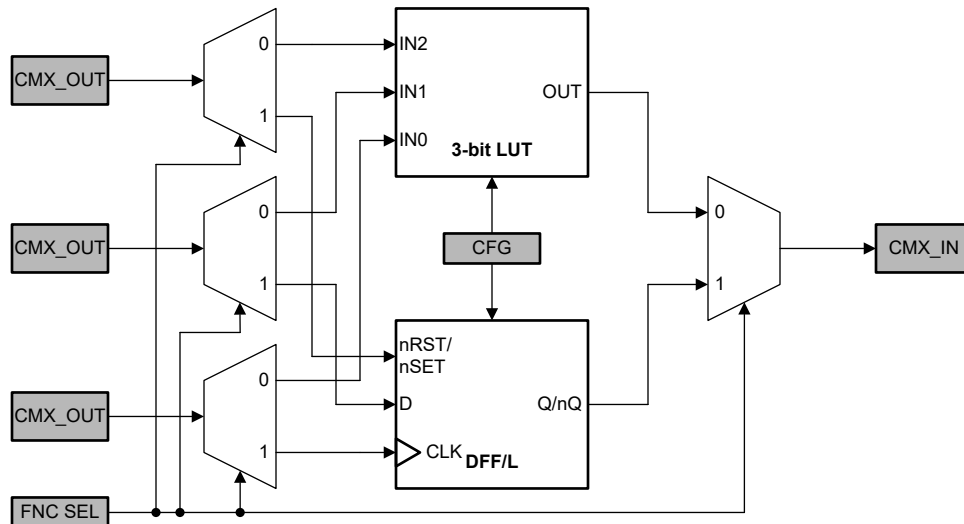 CMX_OUT
0
1
IN2
IN1
IN0
OUT
3-bit LUT
CMX_OUT
0
1
CFG
0
1
CMX_IN
CMX_OUT
0
1
nRST/
nSET
D
CLK
Q/nQ
DFF/L
FNC SEL